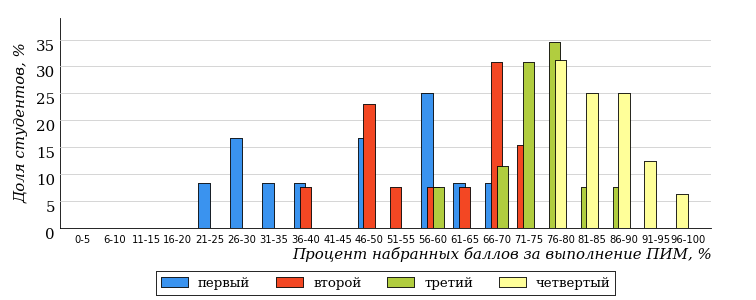 Доля студентов, %
35
30
25
20
15
10
5
0
0-5 6-10 11-15 16-20 21-25 26-30 31-35 36-40 41-45 46-50 51-55 56-60 61-65 66-70 71-75 76-80 81-85 86-90 91-95 96-100
Процент набранных баллов за выполнение ПИМ, %
первый второй третий четвертый